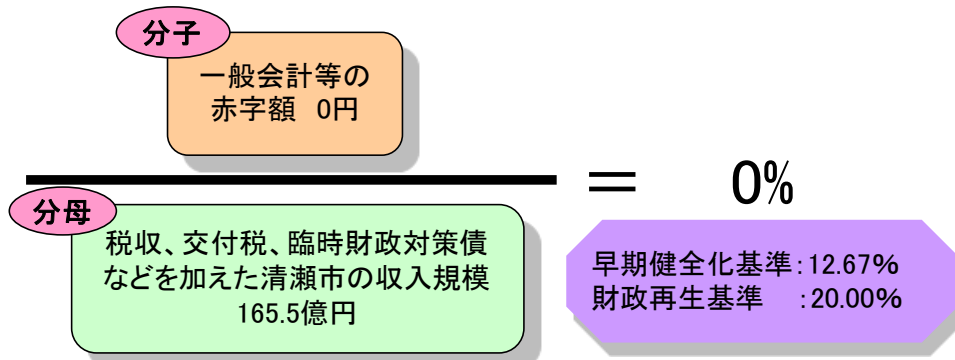 分子
一般会計等の
赤字額 0円
分母
税収、交付税、臨時財政対策債
などを加えた清瀬市の収入規模
165.5億円
＝ 0%
早期健全化基準:12.67%
財政再生基準 :20.00%